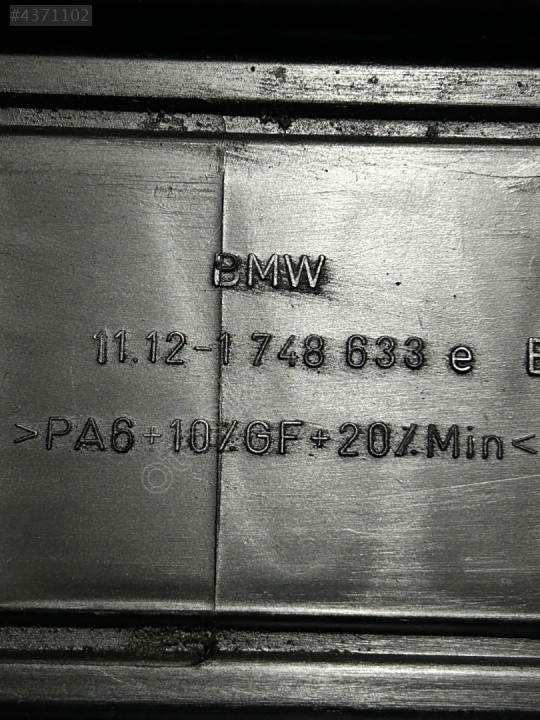 #4371102
BMW
11.12-1 748 633 e
>PA6+10%GF+20%Min<